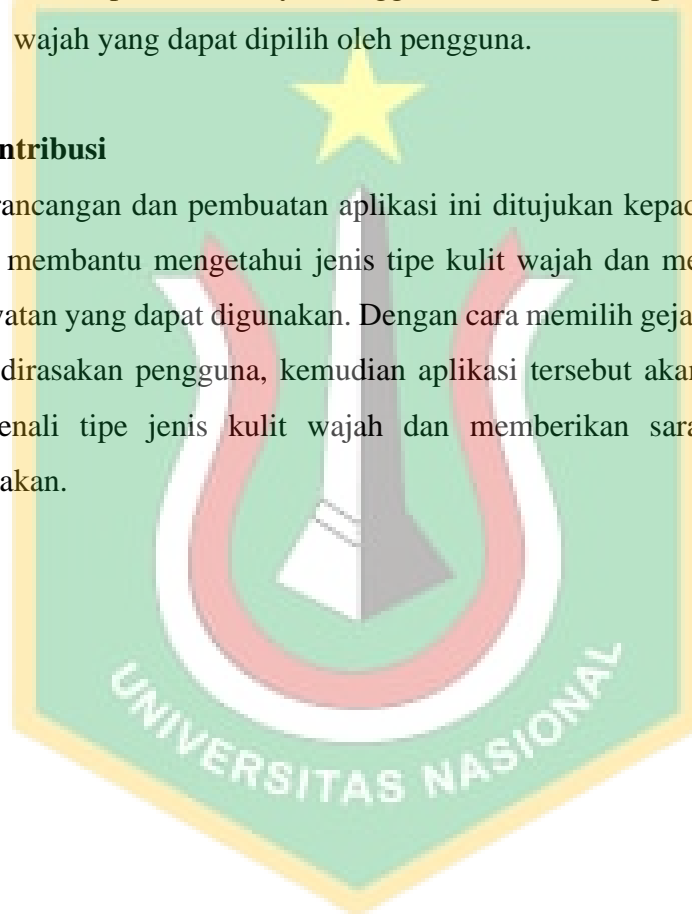 wajah yang dapat dipilih oleh pengguna.
ntribusi
rancangan dan pembuatan aplikasi ini ditujukan kepad
membantu mengetahui jenis tipe kulit wajah dan me
vatan yang dapat digunakan. Dengan cara memilih geja
dirasakan pengguna, kemudian aplikasi tersebut akan
enali tipe jenis kulit wajah dan memberikan sara
akan.
UNIVERSITAS NASIONAL